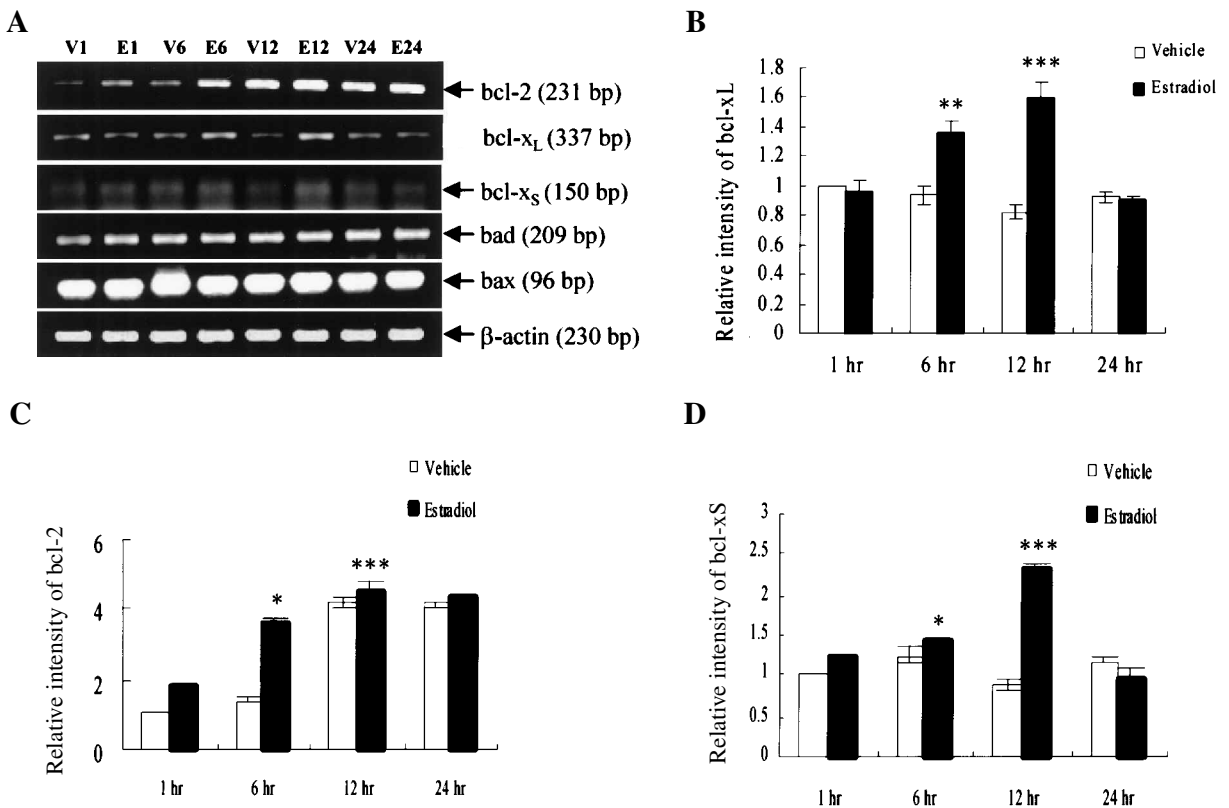 A
V1 E1 V6 E6 V12 E12 V24 E24
bcl-2 (231 bp)
bcl-xL (337 bp)
bcl-xS (150 bp)
bad (209 bp)
bax (96 bp)
β-actin (230 bp)
B
Vehicle
Estradiol
Relative intensity of bcl-xL
1.8
1.6
1.4
1.2
1
0.8
0.6
0.4
0.2
0
**
***
1 hr 6 hr 12 hr 24 hr
C
Vehicle
Estradiol
Relative intensity of bcl-2
6
4
2
0
*
***
1 hr 6 hr 12 hr 24 hr
D
Vehicle
Estradiol
Relative intensity of bcl-xS
3
2.5
2
1.5
1
0.5
0
*
***
1 hr 6 hr 12 hr 24 hr